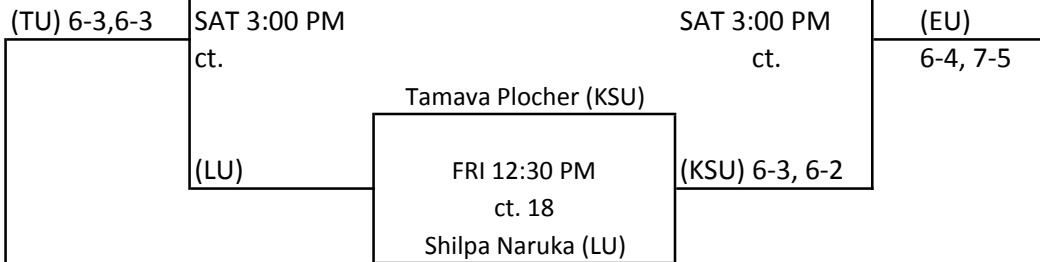 (TU) 6-3,6-3 SAT 3:00 PM SAT 3:00 PM (EU)
ct. ct. 6-4, 7-5
Tamava Plocher (KSU)
(LU) FRI 12:30 PM (KSU) 6-3, 6-2
ct. 18
Shilpa Naruka (LU)